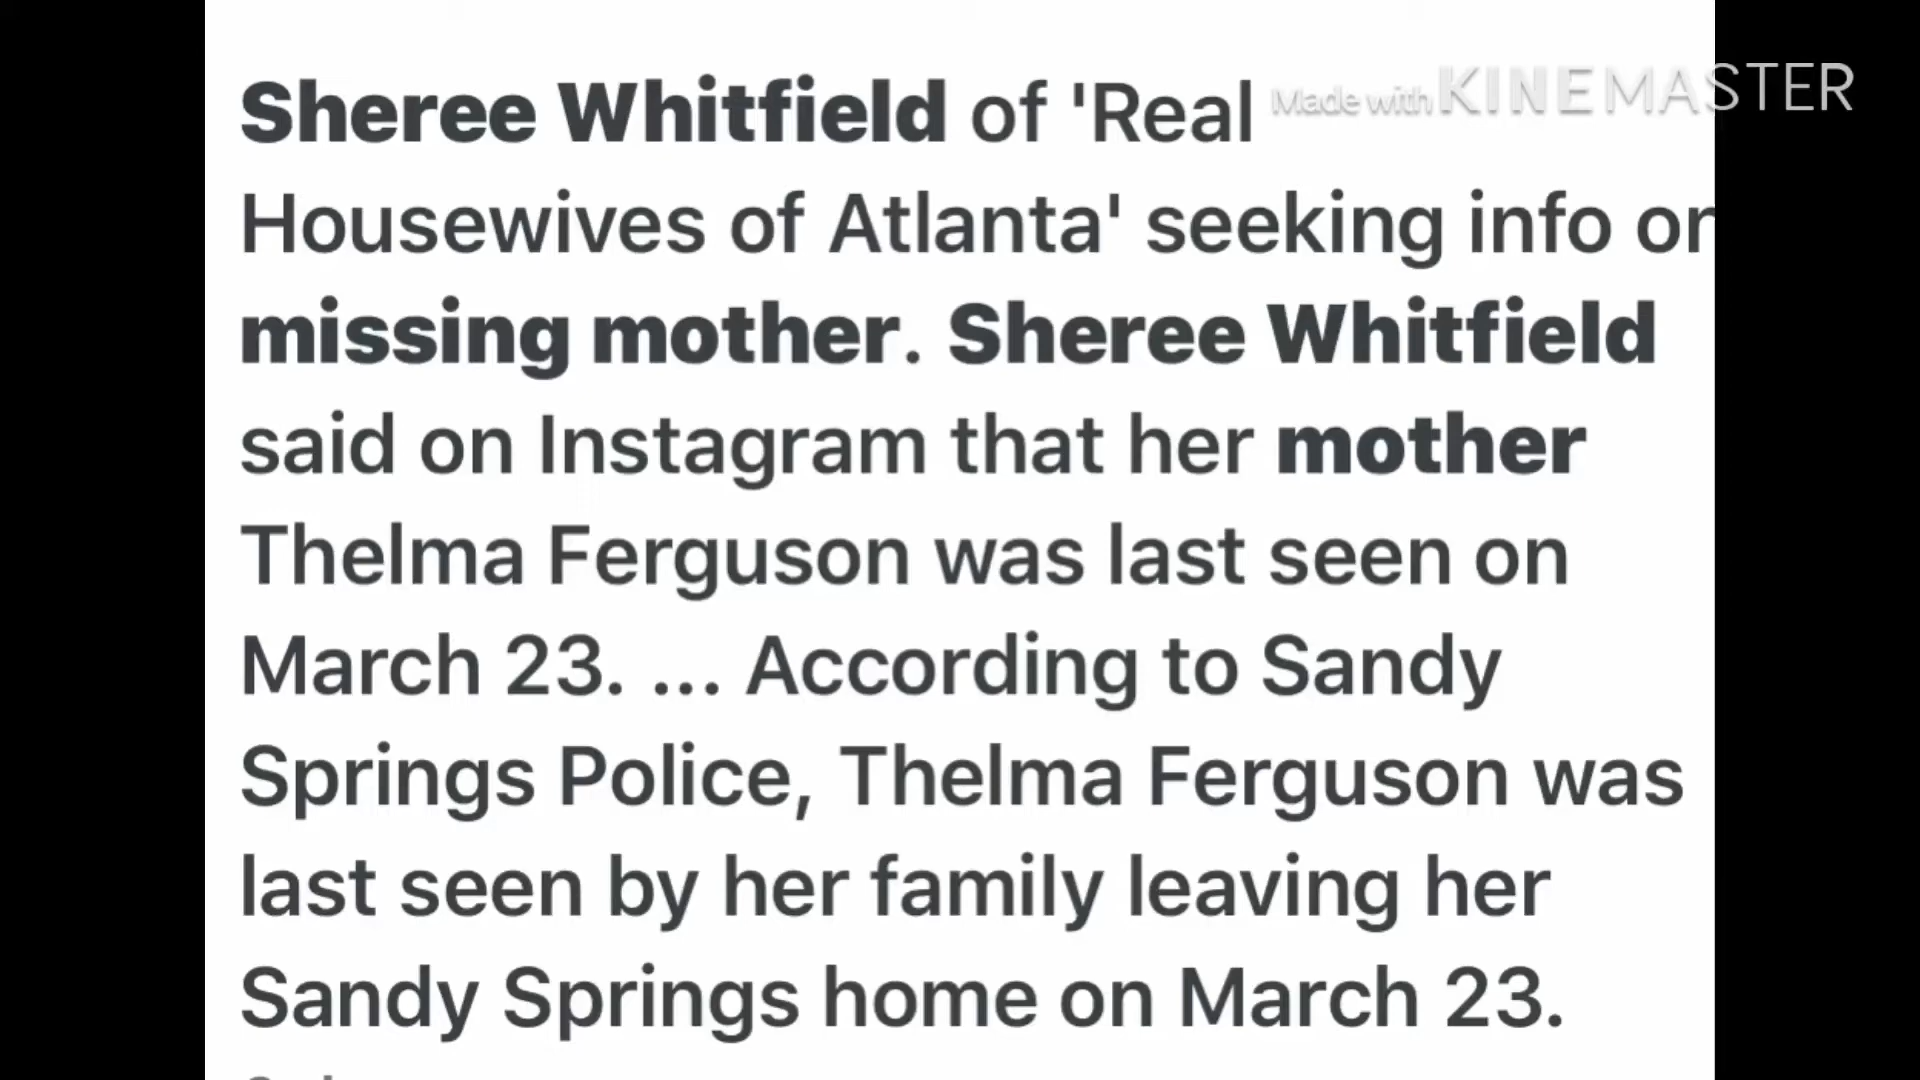 Sheree Whitfield of 'Real
Made with KINEMASTER
Housewives of Atlanta' seeking info on
missing mother. Sheree Whitfield
said on Instagram that her mother
Thelma Ferguson was last seen on
March 23. ... According to Sandy
Springs Police, Thelma Ferguson was
last seen by her family leaving her
Sandy Springs home on March 23.